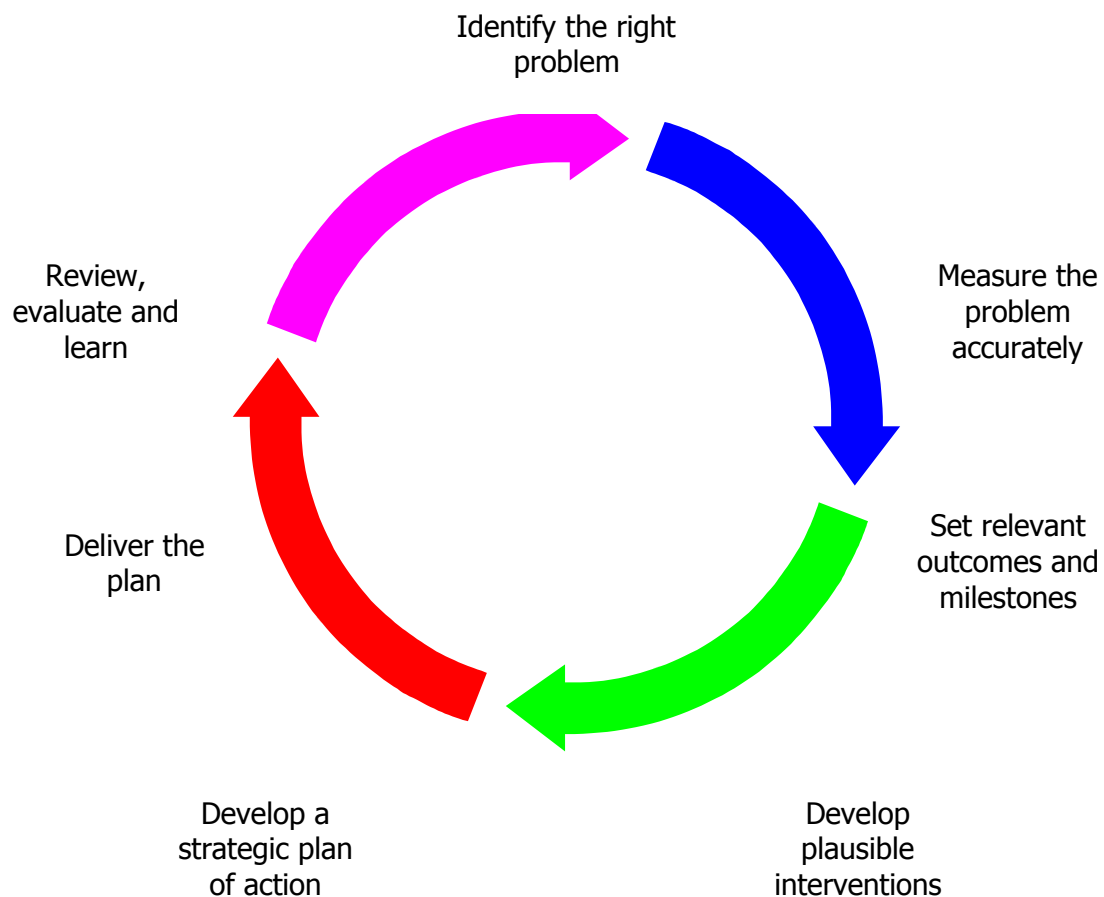 Identify the right
problem
Measure the
problem
accurately
Set relevant
outcomes and
milestones
Develop
plausible
interventions
Develop a
strategic plan
of action
Deliver the
plan
Review,
evaluate and
learn